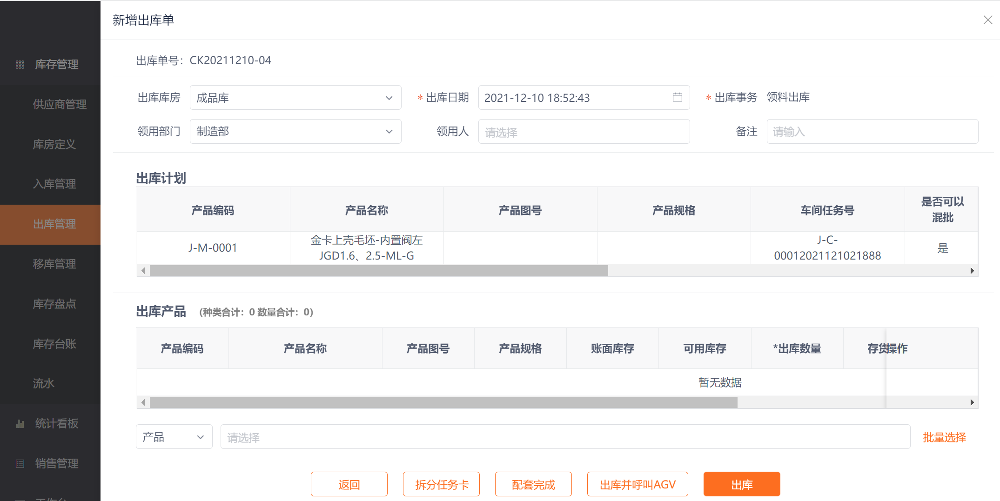 新增出库单
库存管理
供应商管理
库房定义
入库管理
出库管理
移库管理
库存盘点
库存台账
流水
统计看板
销售管理
出库单号：CK20211210-04
出库库房 成品库 * 出库日期 2021-12-10 18:52:43 * 出库事务 领料出库
领用部门 制造部 领用人 请选择 备注 请输入
出库计划
产品编码 产品名称 产品图号 产品规格 车间任务号 是否可以
混批
J-M-0001 金卡上壳毛坯-内置阀左
JGD1.6、2.5-ML-G
J-C-
00012021121021888
是
出库产品 (种类合计：0 数量合计：0)
产品编码 产品名称 产品图号 产品规格 账面库存 可用库存 *出库数量 存货 操作
暂无数据
产品 请选择 批量选择
返回 拆分任务卡 配套完成 出库并呼叫AGV 出库